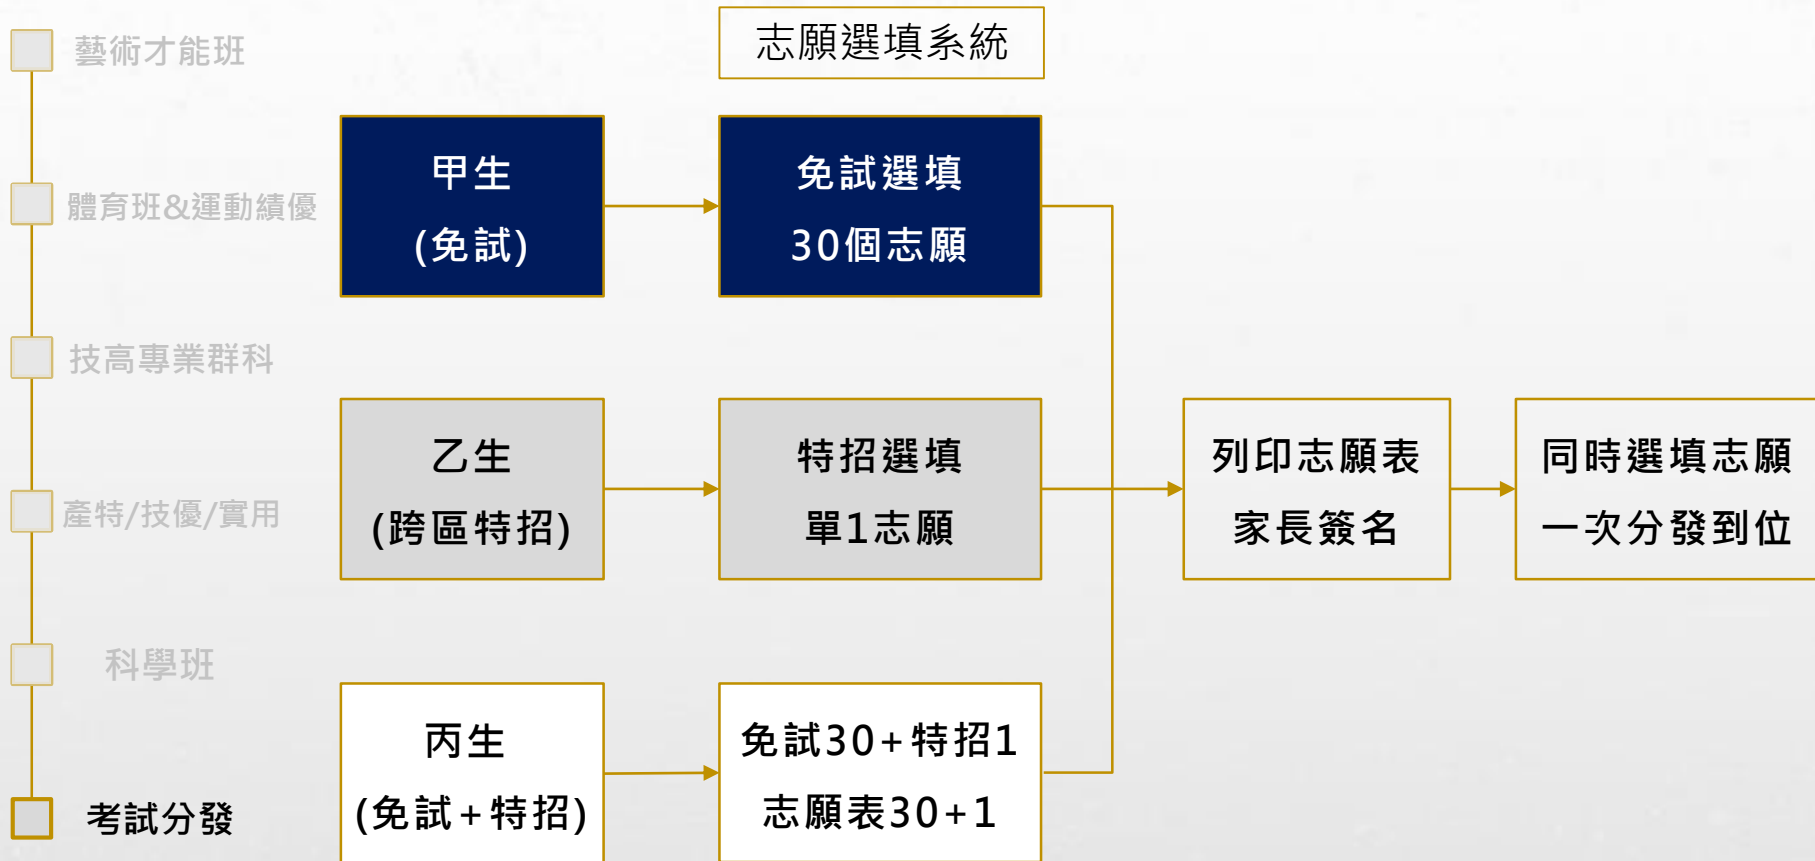 藝術才能班
體育班&運動績優
技高專業群科
產特/技優/實用
科學班
考試分發
志願選填系統
甲生
(免試)
免試選填
30個志願
乙生
(跨區特招)
特招選填
單1志願
丙生
(免試+特招)
免試30+特招1
志願表30+1
列印志願表
家長簽名
同時選填志願
一次分發到位